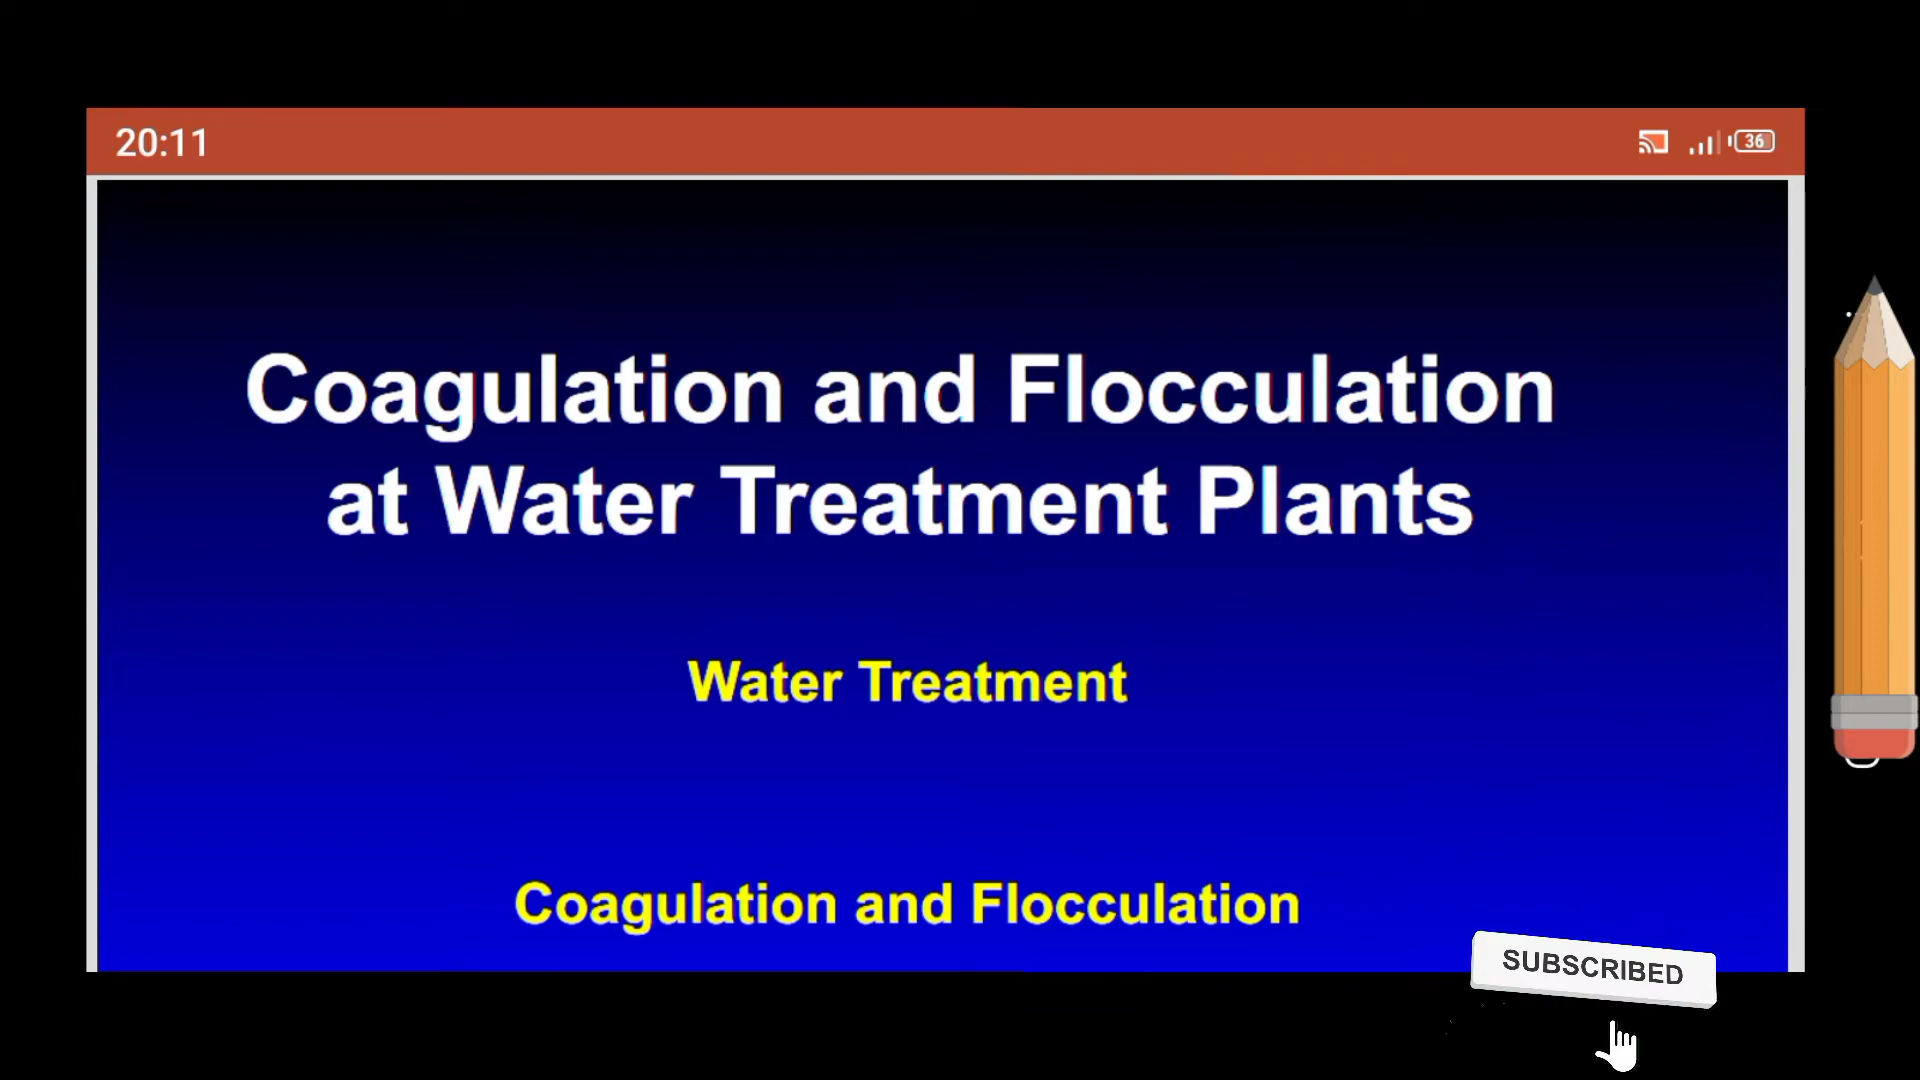 20:11
36
Coagulation and Flocculation
at Water Treatment Plants
Water Treatment
Coagulation and Flocculation
SUBSCRIBED